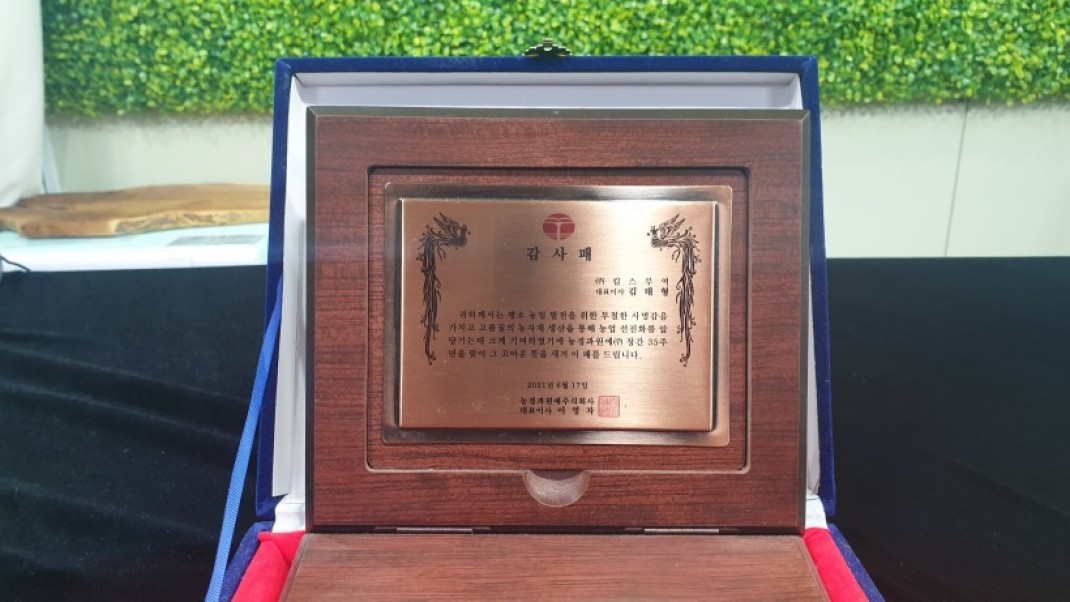 감사패
(주) 킬스무역
대표이사 김태형
귀하께서는 평소 농업 발전을 위한 투철한 사명감을
가지고 고품질의 농자재 생산을 통해 농업 선진화를 앞
당기는데 크게 기여하였기에 농경과원예(주) 창간 35주
년을 맞아 그 고마운 뜻을 새겨 이 패를 드립니다.
2021년 6월 17일
농경과원예주식회사
대표이사 이영자